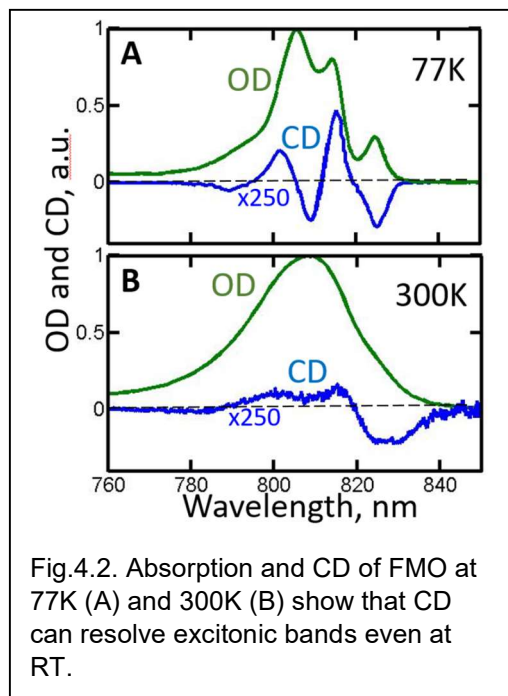 1
A
77K
OD
0.5
CD
0
x250
OD and CD, a.u.
1
B
300K
OD
0.5
CD
0
x250
760 780 800 820 840
Wavelength, nm
Fig.4.2. Absorption and CD of FMO at
77K (A) and 300K (B) show that CD
can resolve excitonic bands even at
RT.